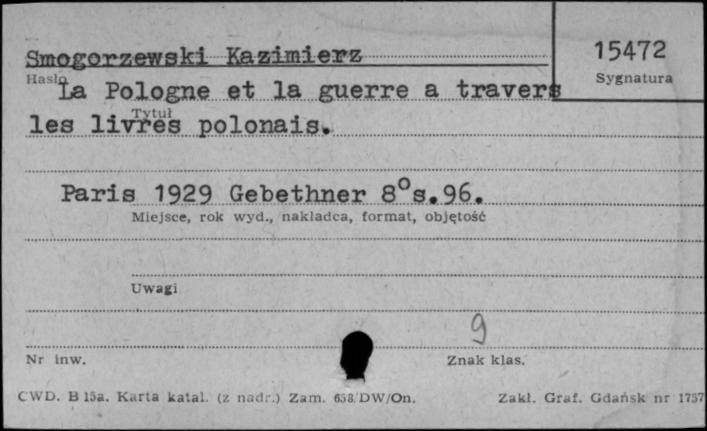 Smogorzewski Kazimierz
15472
Hasło
Sygnatura
La Pologne et la guerre a travers
Tytuł
les livres polonais.
Paris 1929 Gebethner 8°s.96.
Miejsce, rok wyd., nakładca, format, objętość
Uwagi
9
Nr inw.
Znak klas.
CWD. B 15a. Karta katal. (z nadr.) Zam. 658/DW/On.
Zakł. Graf. Gdańsk nr 1757